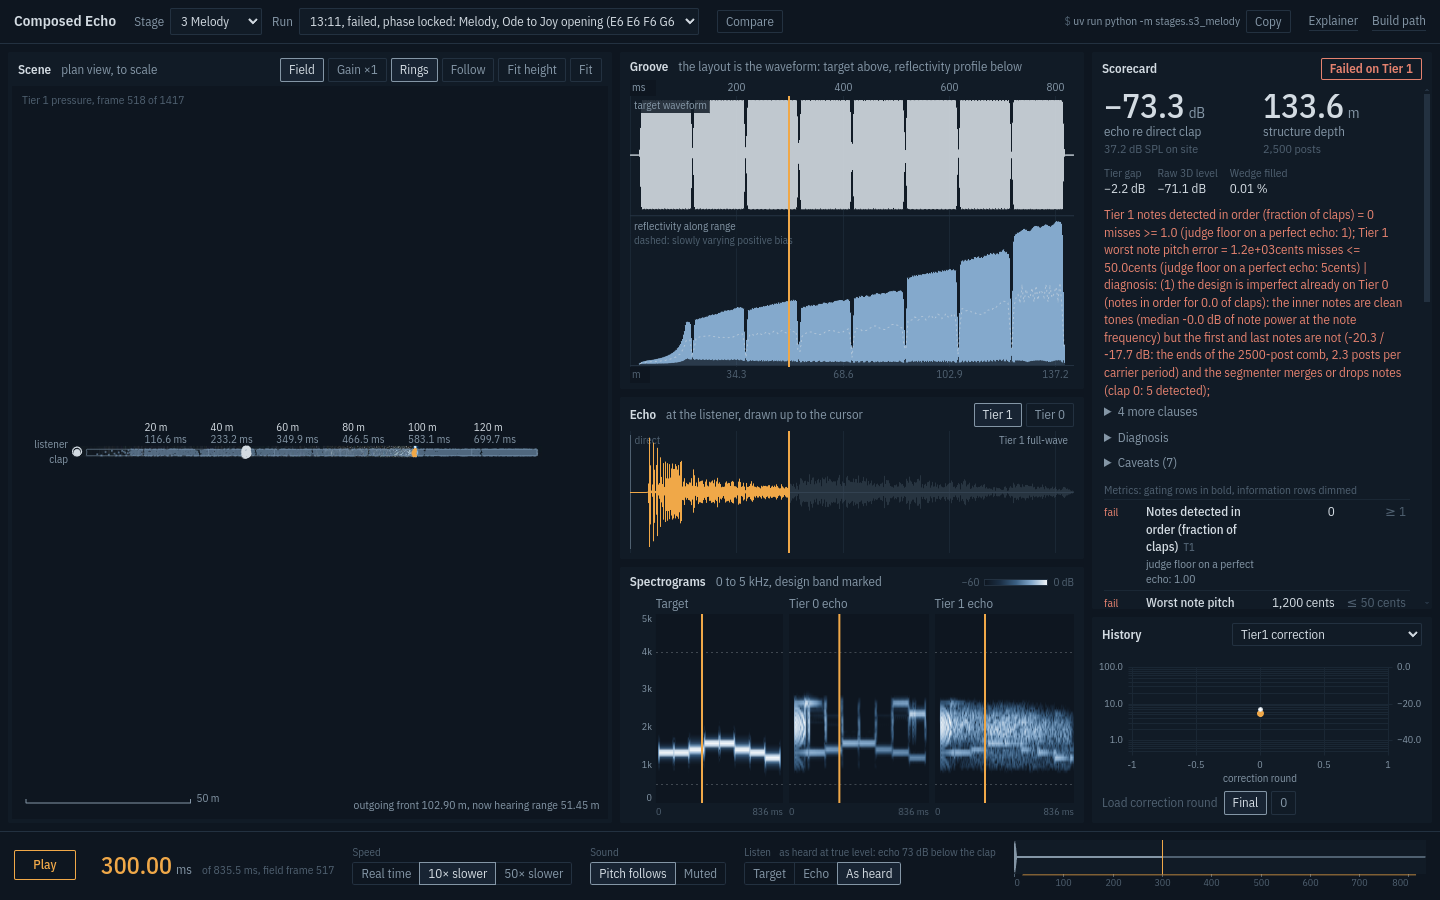 Composed Echo
Stage 3 Melody Run 13:11, failed, phase locked: Melody, Ode to Joy opening (E6 E6 F6 G6 Compare
$ uv run python -m stages.s3_melody Copy Explainer Build path
Scene plan view, to scale
Field Gain ×1 Rings Follow Fit height Fit
Tier 1 pressure, frame 518 of 1417
20 m 40 m 60 m 80 m 100 m 120 m
116.6 ms 233.2 ms 349.9 ms 466.5 ms 583.1 ms 699.7 ms
listener
clap
50 m
outgoing front 102.90 m, now hearing range 51.45 m
Groove the layout is the waveform: target above, reflectivity profile below
ms 200 400 600 800
target waveform
reflectivity along range
dashed: slowly varying positive bias
m 34.3 68.6 102.9 137.2
Echo at the listener, drawn up to the cursor
Tier 1 Tier 0
direct
Tier 1 full-wave
Spectrograms 0 to 5 kHz, design band marked
−60 0 dB
Target Tier 0 echo Tier 1 echo
5k
4k
3k
2k
1k
0
0 836 ms 0 836 ms 0 836 ms
Scorecard
Failed on Tier 1
−73.3 dB 133.6 m
echo re direct clap structure depth
37.2 dB SPL on site 2,500 posts
Tier gap Raw 3D level Wedge filled
−2.2 dB −71.1 dB 0.01 %
Tier 1 notes detected in order (fraction of claps) = 0
misses >= 1.0 (judge floor on a perfect echo: 1); Tier 1
worst note pitch error = 1.2e+03cents misses <=
50.0cents (judge floor on a perfect echo: 5cents) |
diagnosis: (1) the design is imperfect already on Tier 0
(notes in order for 0.0 of claps): the inner notes are clean
tones (median -0.0 dB of note power at the note
frequency) but the first and last notes are not (-20.3 /
-17.7 dB: the ends of the 2500-post comb, 2.3 posts per
carrier period) and the segmenter merges or drops notes
(clap 0: 5 detected);
4 more clauses
Diagnosis
Caveats (7)
Metrics: gating rows in bold, information rows dimmed
fail Notes detected in 0 ≥ 1
order (fraction of
claps) T1
judge floor on a perfect
echo: 1.00
fail Worst note pitch 1,200 cents ≤ 50 cents
History
Tier1 correction
100.0 0.0
10.0 −20.0
1.0 −40.0
-1 -0.5 0 0.5 1
correction round
Load correction round Final 0
Play
300.00 ms of 835.5 ms, field frame 517
Speed
Real time 10× slower 50× slower
Sound
Pitch follows Muted
Listen as heard at true level: echo 73 dB below the clap
Target Echo As heard
0 100 200 300 400 500 600 700 800